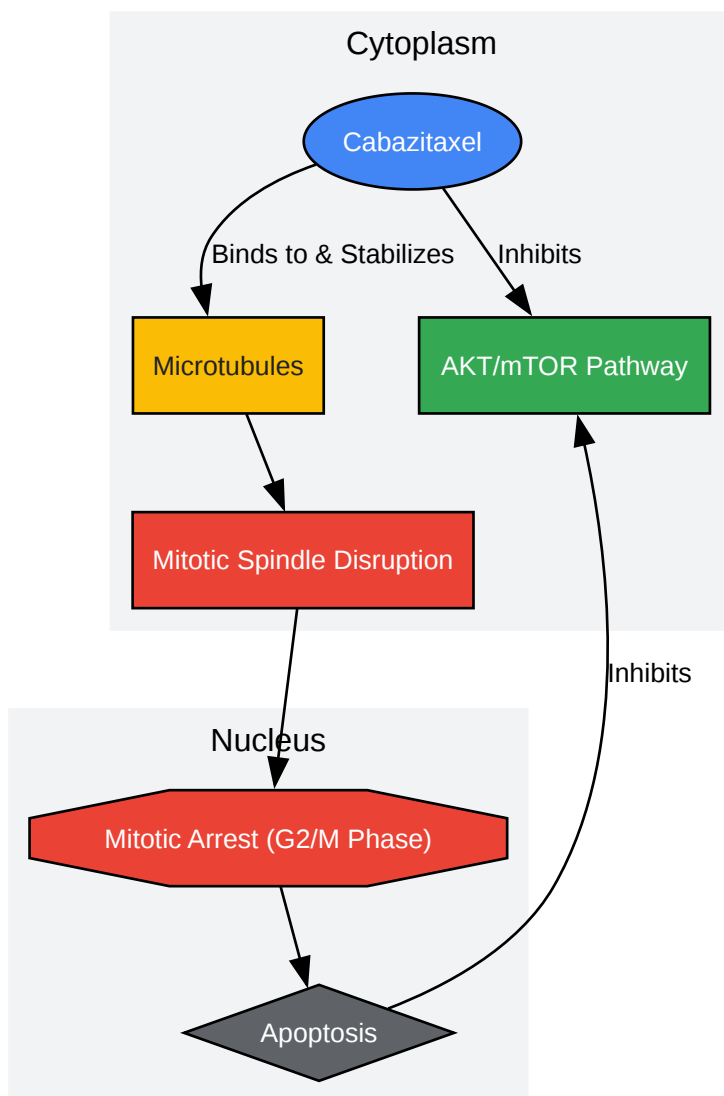 Cytoplasm
Cabazitaxel
Binds to & Stabilizes
Inhibits
Microtubules
AKT/mTOR Pathway
Mitotic Spindle Disruption
Inhibits
Nucleus
Mitotic Arrest (G2/M Phase)
Apoptosis